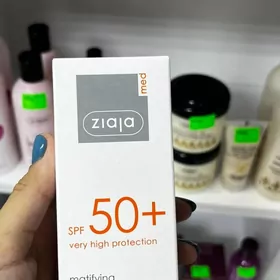 ziaja
med
SPF 50+
very high protection
matifying